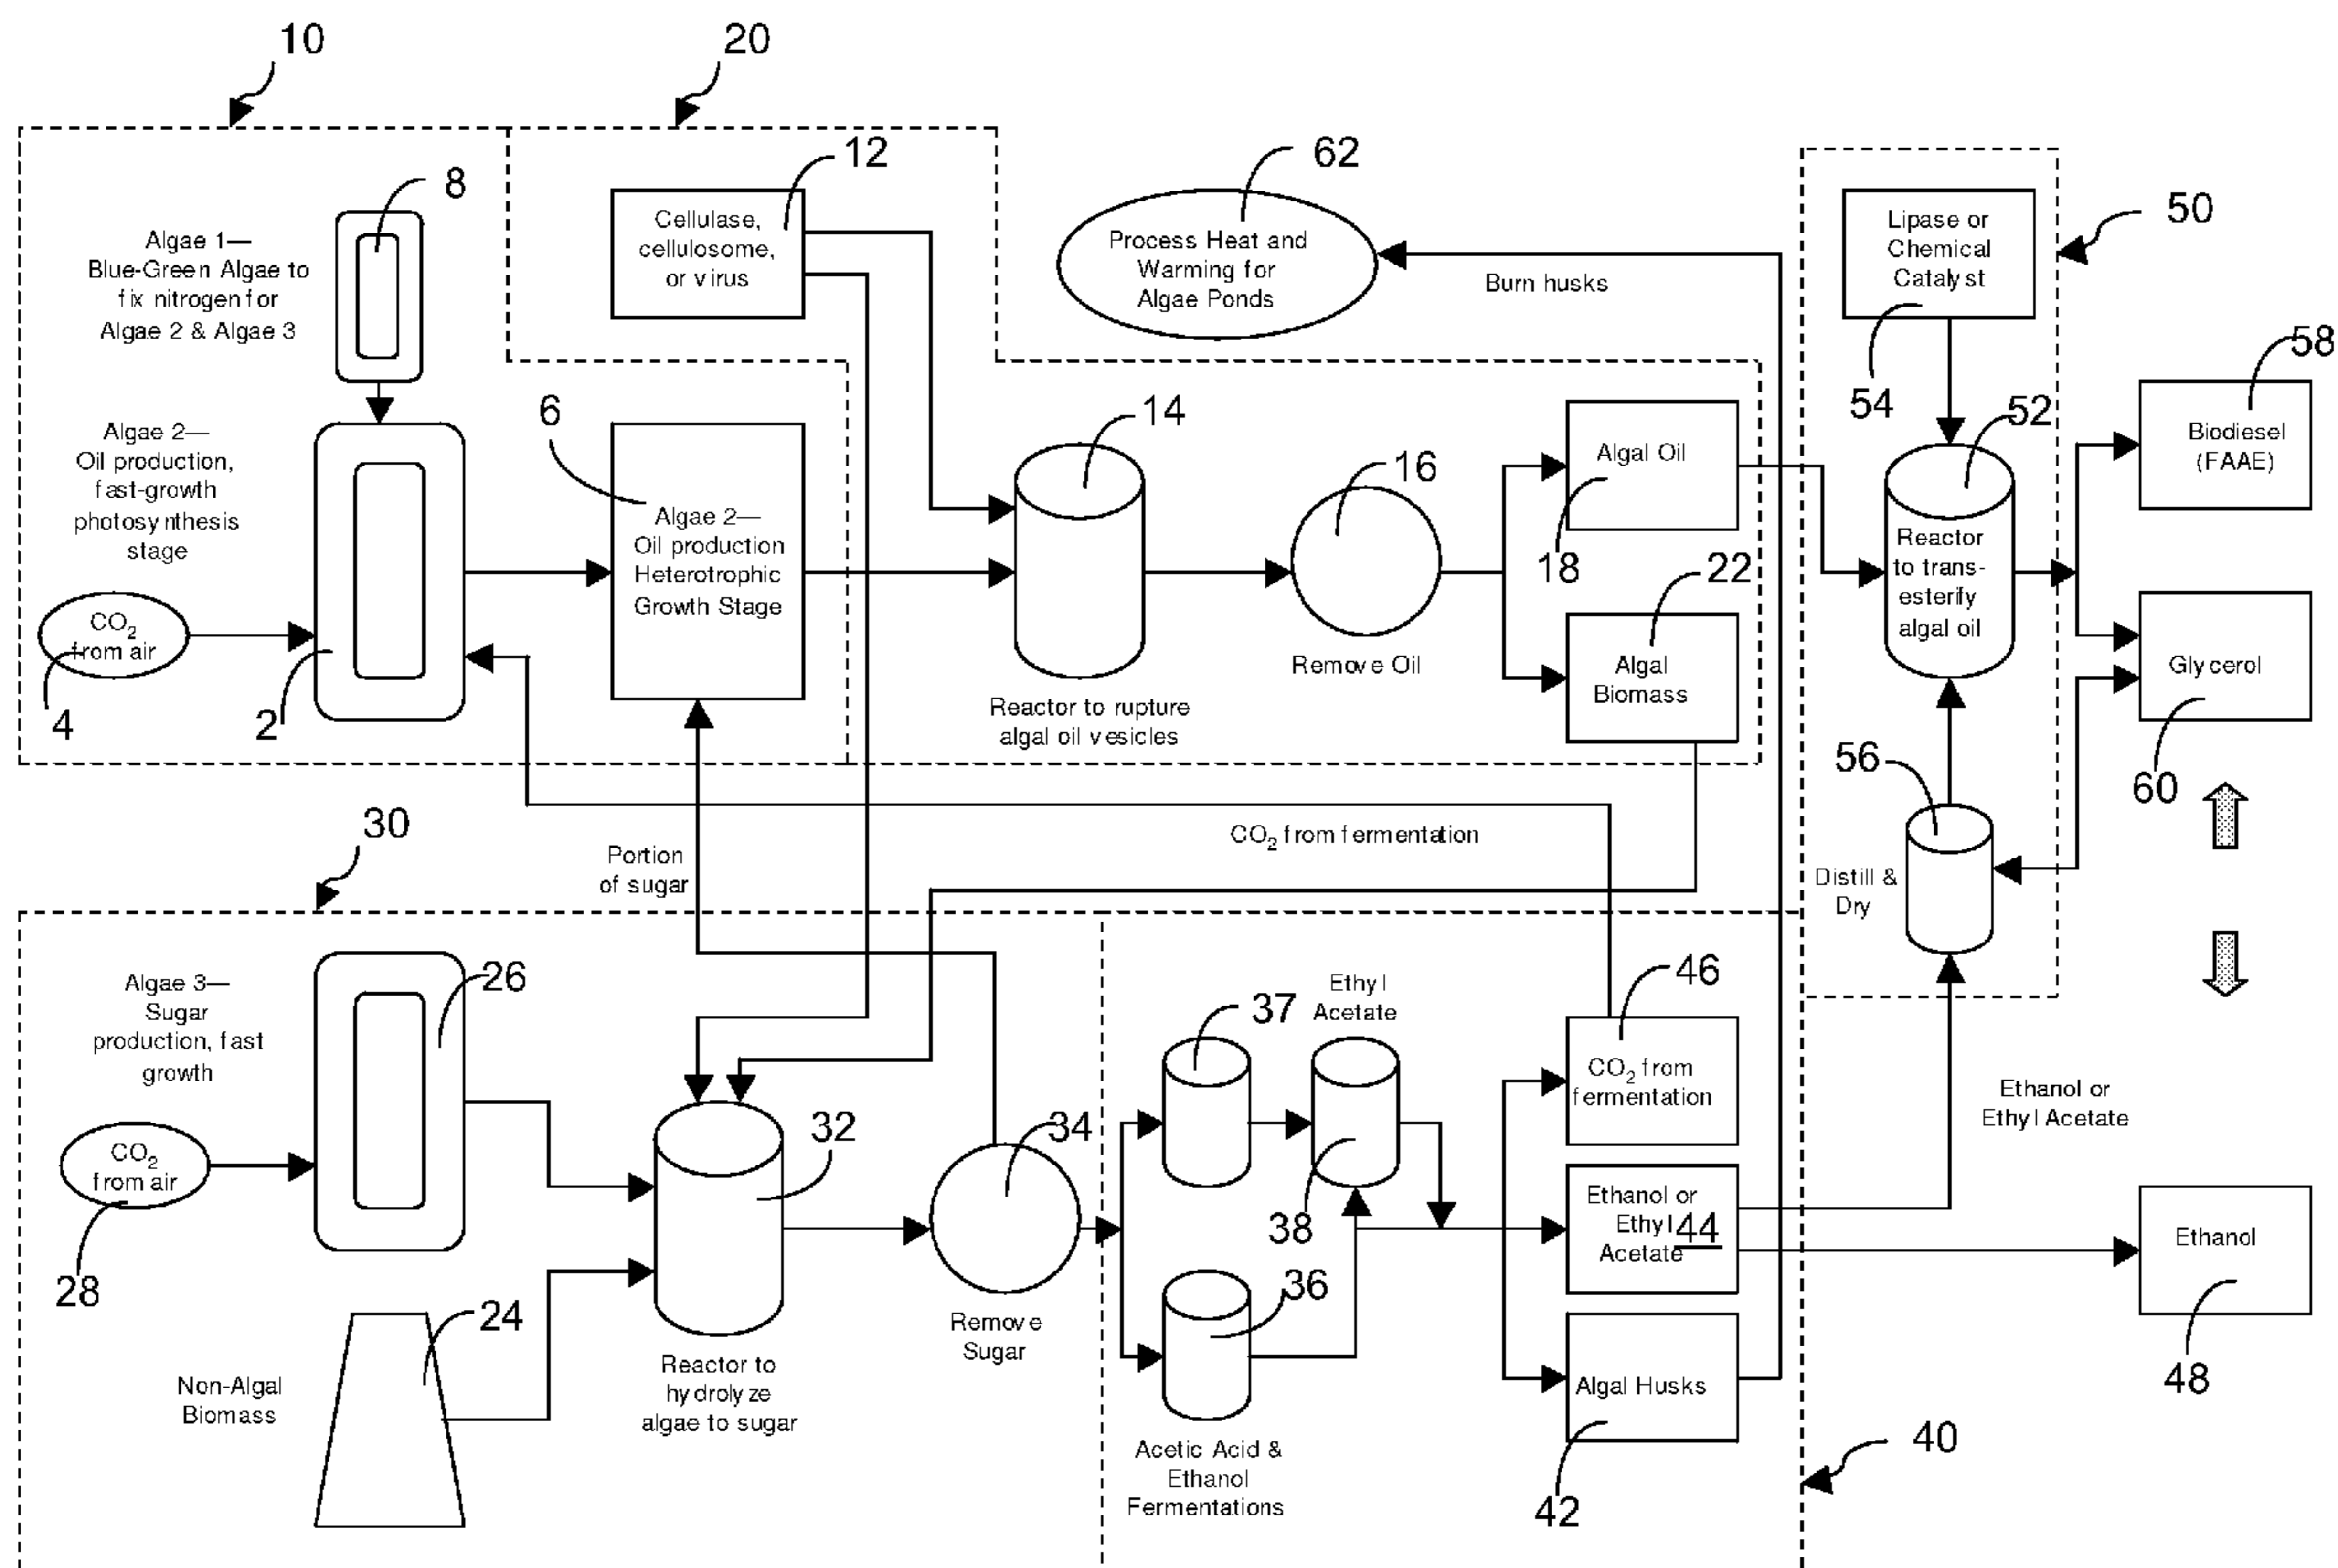 10
20
12
62
8
50
Cellulase,
cellulosome,
or virus
Process Heat and
Warming for
Algae Ponds
Burn husks
Lipase or
Chemical
Catalyst
54
Algae 1—
Blue-Green Algae to
fix nitrogen for
Algae 2 & Algae 3
58
Biodiesel
(FAAE)
52
Reactor
to trans-
esterify
algal oil
Algae 2—
Oil production,
fast-growth
photosynthesis
stage
6
Algae 2—
Oil production
Heterotrophic
Growth Stage
14
16
Algal Oil
18
22
Algal
Biomass
Remove Oil
Reactor to rupture
algal oil vesicles
CO2
from air
4
2
Glycerol
60
56
Distill &
Dry
30
Portion
of sugar
CO2 from fermentation
Algae 3—
Sugar
production, fast
growth
26
CO2
from air
28
32
34
Remove
Sugar
37
Ethyl
Acetate
38
46
CO2 from
fermentation
Ethanol or
Ethyl Acetate
Ethanol or
Ethyl 44
Acetate
Ethanol
48
36
24
Non-Algal
Biomass
Reactor to
hydrolyze
algae to sugar
Acetic Acid &
Ethanol
Fermentations
Algal Husks
42
40